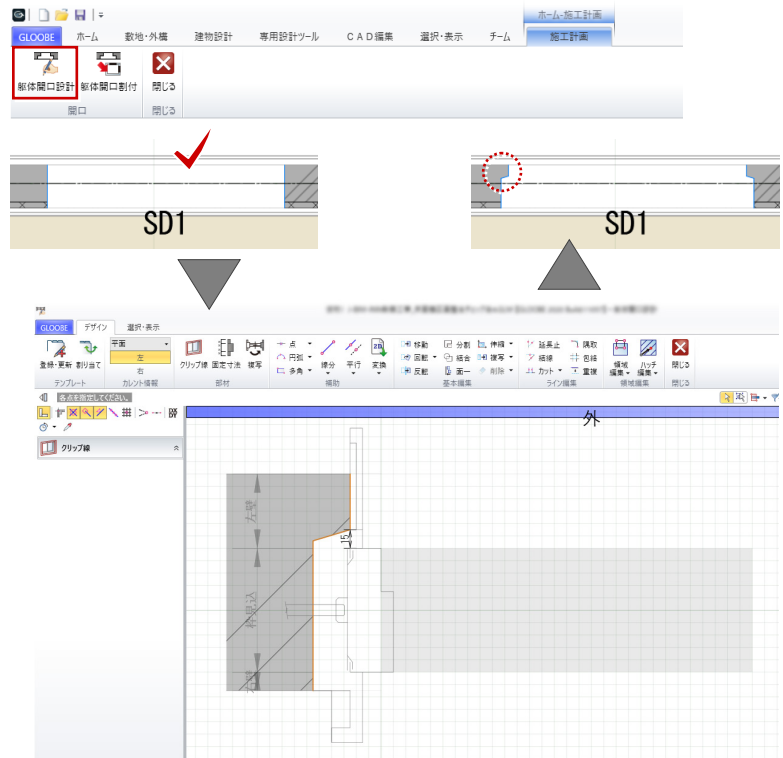 ホーム-施工計画
GLOOBE ホーム 敷地・外構 建物設計 専用設計ツール CAD編集 選択・表示 チーム 施工計画
躯体開口設計 躯体開口割付 閉じる
開口 閉じる
SD1 SD1
GLOOBE デザイン 選択・表示
登録・更新 割り当て 平面 左 右 クリップ線 固定寸法 複写 点 円弧 多角 線分 平行 変換 移動 回転 反転 分割 結合 面一 伸縮 複写 削除 延長止 結線 カット 隅取 包絡 重複 領域編集 ハッチ編集 閉じる
テンプレート カレント情報 部材 補助 基本編集 ライン編集 領域編集 閉じる
各点を指定してください。
クリップ線
外
左壁
15
枠見込
右壁